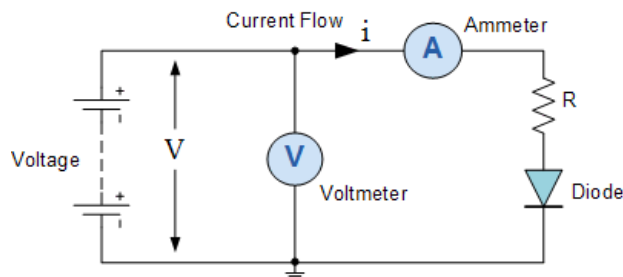 Current Flow
i
A
Ammeter
+
-
V
R
Voltage
V
Voltmeter
Diode
+
-